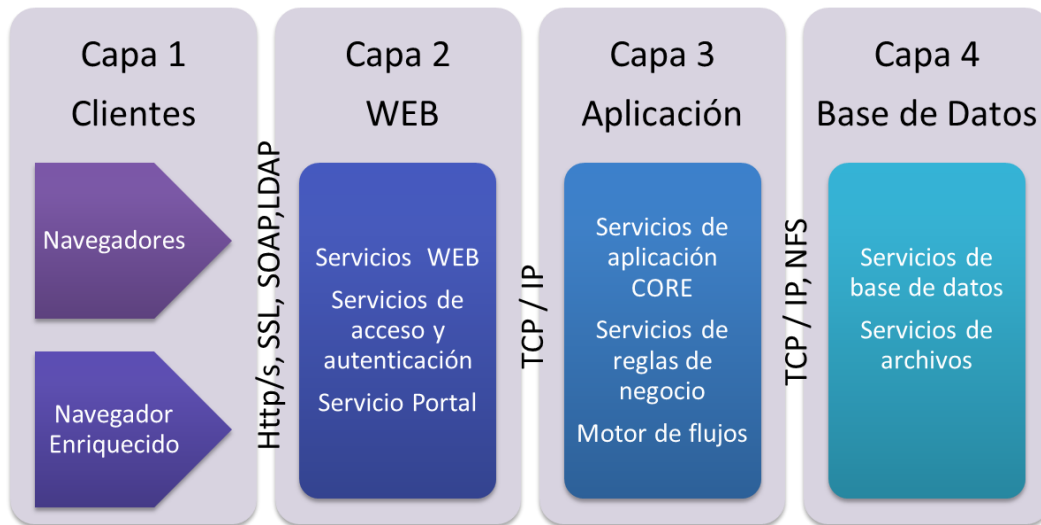 Capa 1
Clientes
Navegadores
Navegador
Enriquecido
Http/s, SSL, SOAP,LDAP
Capa 2
WEB
Servicios WEB
Servicios de
acceso y
autenticación
Servicio Portal
TCP / IP
Capa 3
Aplicación
Servicios de
aplicación
CORE
Servicios de
reglas de
negocio
Motor de flujos
TCP / IP, NFS
Capa 4
Base de Datos
Servicios de
base de datos
Servicios de
archivos